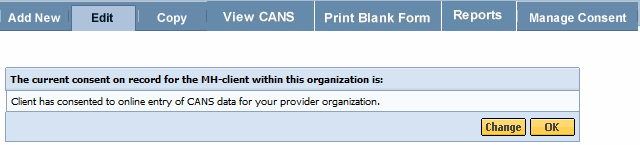 Add New Edit Copy View CANS Print Blank Form Reports Manage Consent
The current consent on record for the MH-client within this organization is:
Client has consented to online entry of CANS data for your provider organization.
Change OK